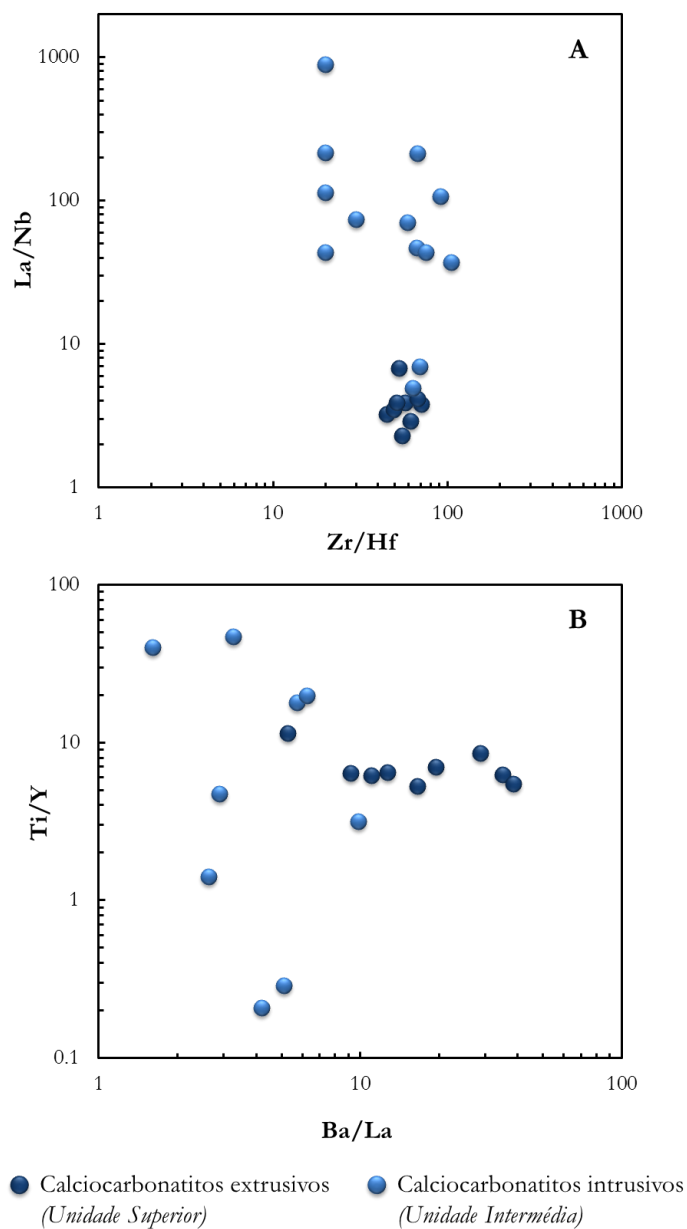 A
1000
100
10
1
La/Nb
1 10 100 1000
Zr/Hf
B
100
10
1
0.1
Ti/Y
1 10 100
Ba/La
Calciocarbonatitos extrusivos Calciocarbonatitos intrusivos
(Unidade Superior) (Unidade Intermédia)